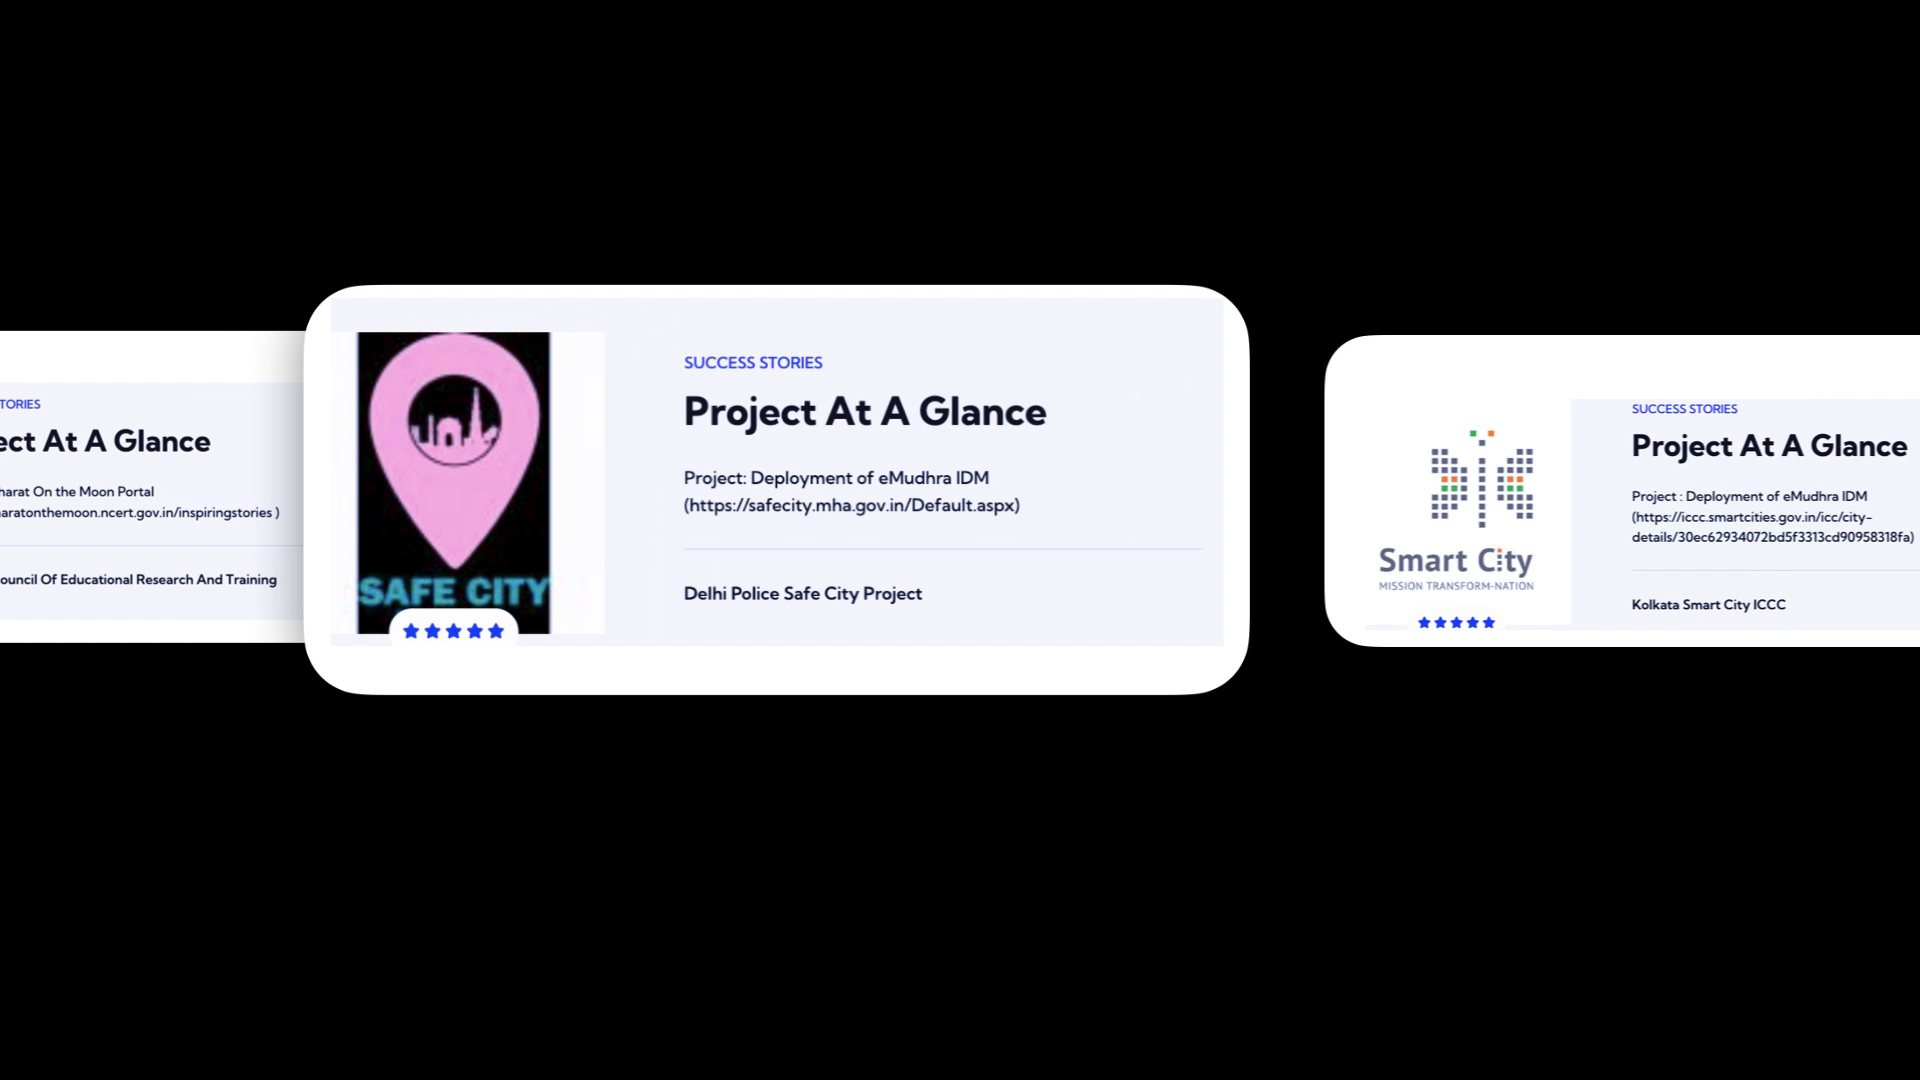 TORIES
ect At A Glance
harat On the Moon Portal
aratonthemoon.ncert.gov.in/inspiringstories )
ouncil Of Educational Research And Training
SAFE CITY
SUCCESS STORIES
Project At A Glance
Project: Deployment of eMudhra IDM
(https://safecity.mha.gov.in/Default.aspx)
Delhi Police Safe City Project
Smart City
MISSION TRANSFORM-NATION
SUCCESS STORIES
Project At A Glance
Project : Deployment of eMudhra IDM
(https://iccc.smartcities.gov.in/icc/city-
details/30ec62934072bd5f3313cd90958318fa)
Kolkata Smart City ICCC